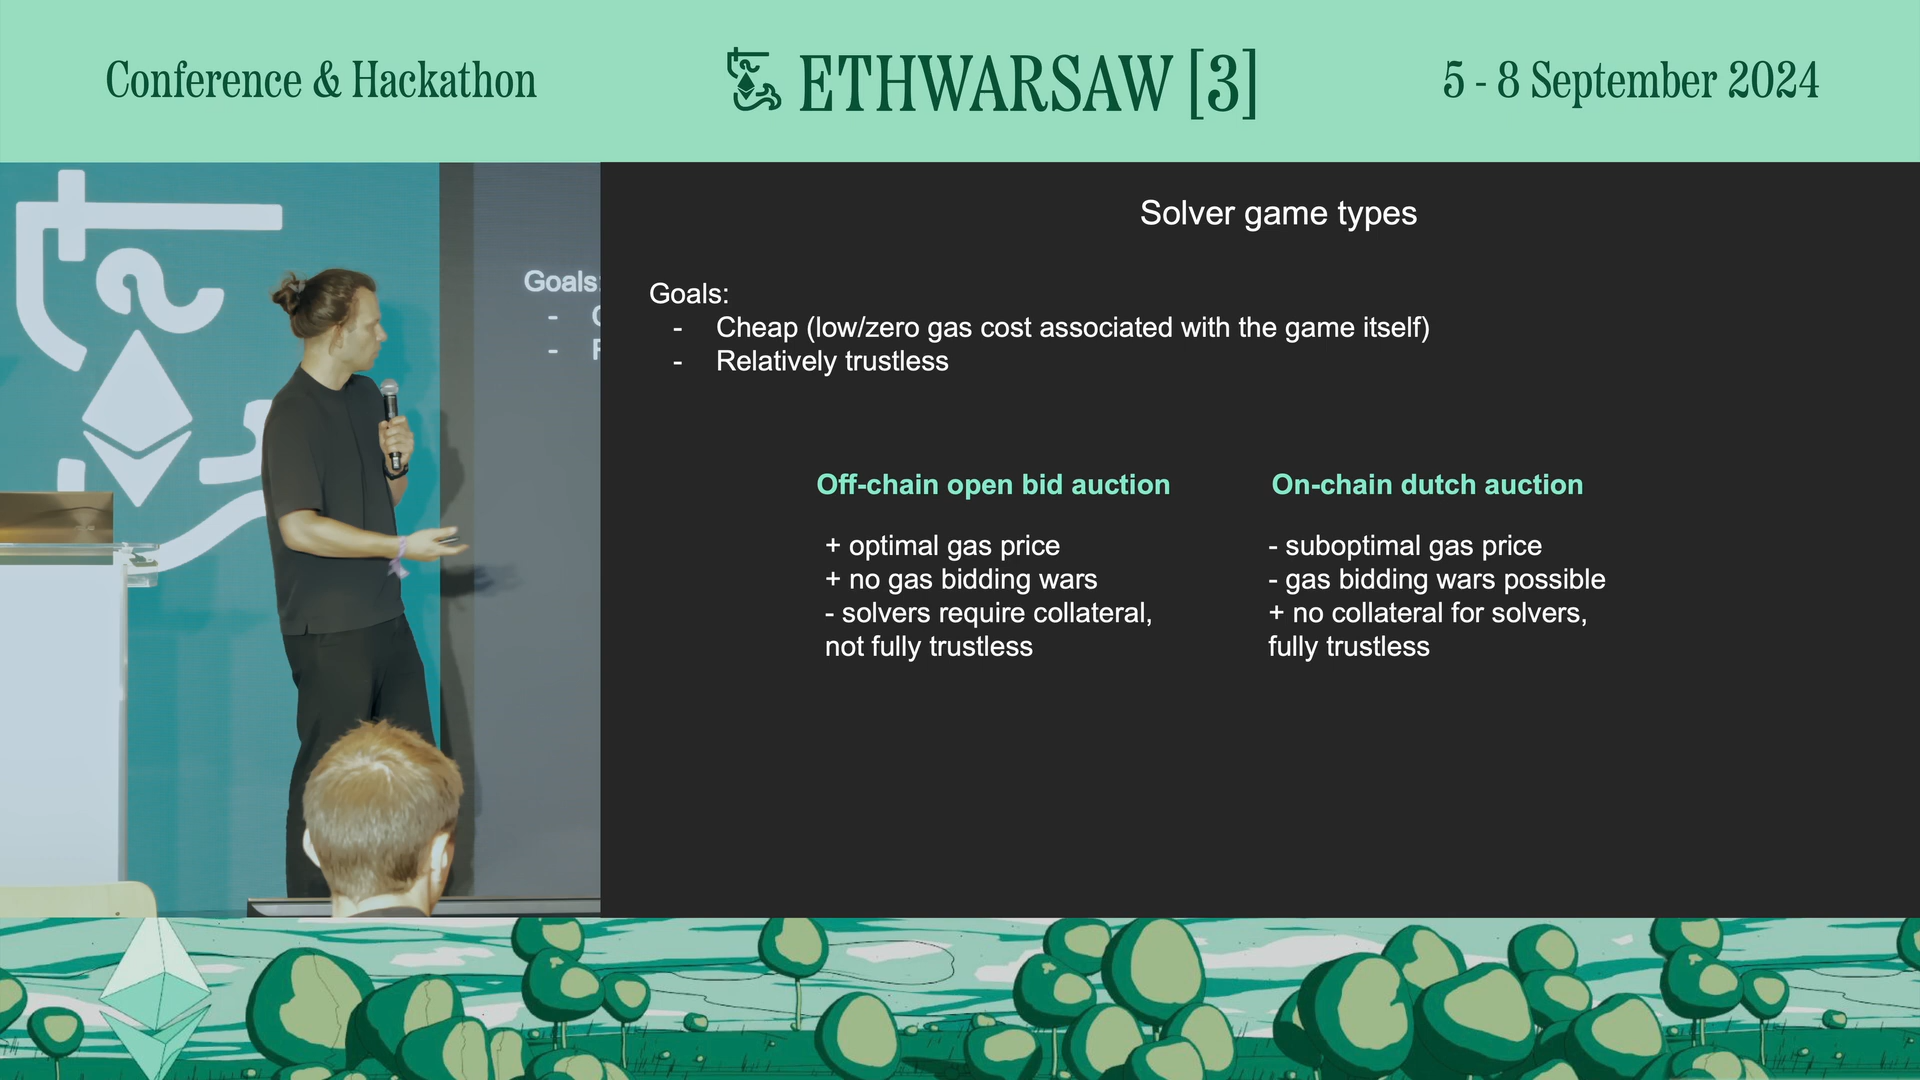 Conference & Hackathon
ETHWARSAW [3]
5 - 8 September 2024
Goals:
-
-
Solver game types
Goals:
- Cheap (low/zero gas cost associated with the game itself)
- Relatively trustless
Off-chain open bid auction
+ optimal gas price
+ no gas bidding wars
- solvers require collateral,
not fully trustless
On-chain dutch auction
- suboptimal gas price
- gas bidding wars possible
+ no collateral for solvers,
fully trustless